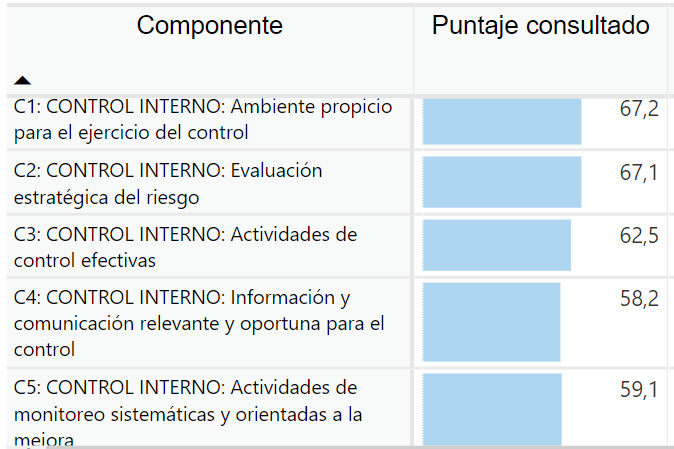 Componente
Puntaje consultado
C1: CONTROL INTERNO: Ambiente propicio
para el ejercicio del control
67,2
C2: CONTROL INTERNO: Evaluación
estratégica del riesgo
67,1
C3: CONTROL INTERNO: Actividades de
control efectivas
62,5
C4: CONTROL INTERNO: Información y
comunicación relevante y oportuna para el
control
58,2
C5: CONTROL INTERNO: Actividades de
monitoreo sistemáticas y orientadas a la
mejora
59,1